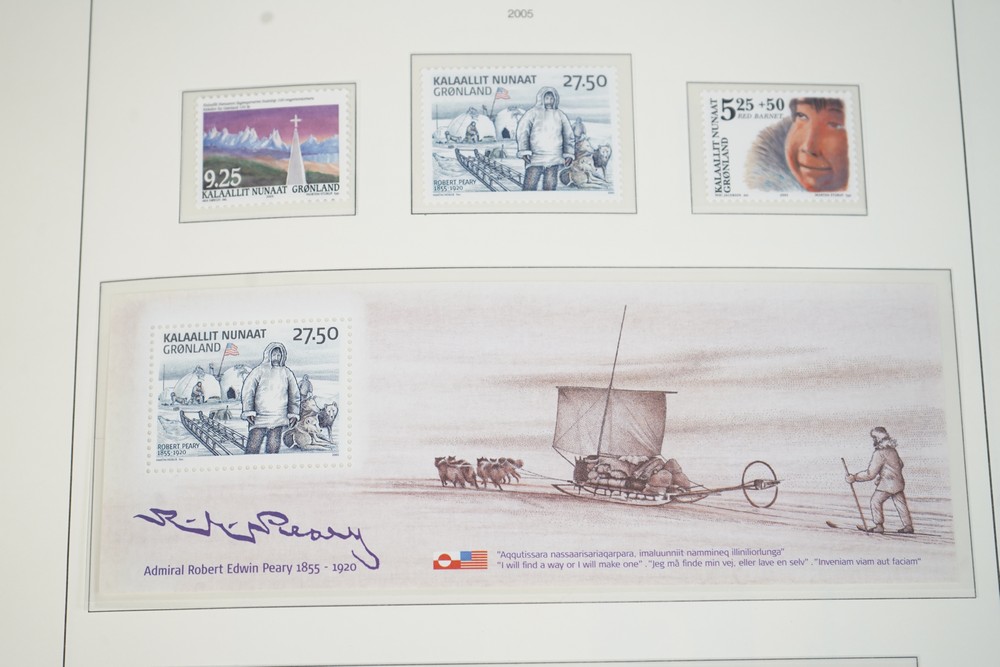 2005
9.25
KALAALLIT NUNAAT GRØNLAND
KALAALLIT NUNAAT 27.50
GRØNLAND
ROBERT PEARY
1855-1920
5.25 +50
RED BARNET
KALAALLIT NUNAAT
GRØNLAND
KALAALLIT NUNAAT 27.50
GRØNLAND
ROBERT PEARY
1855-1920
R. E. Peary
Admiral Robert Edwin Peary 1855 - 1920
"Aqqutissara nassaarisariaqarpara, imaluunniit nammineq illiniliorlunga"
"I will find a way or I will make one" . "Jeg må finde min vej, eller lave en selv" . "Inveniam viam aut faciam"